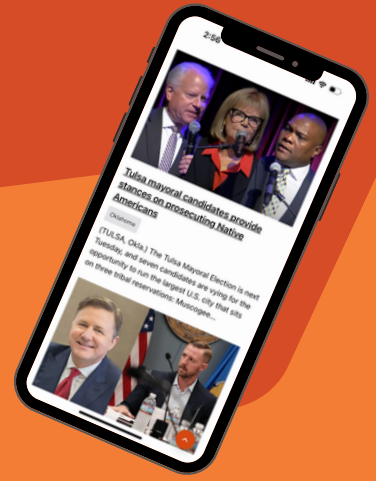 2:56
Tulsa mayoral candidates provide
stances on prosecuting Native
Americans
Oklahoma
(TULSA, Okla.) The Tulsa Mayoral Election is next
Tuesday, and seven candidates are vying for the
opportunity to run the largest U.S. city that sits
on three tribal reservations: Muscogee...